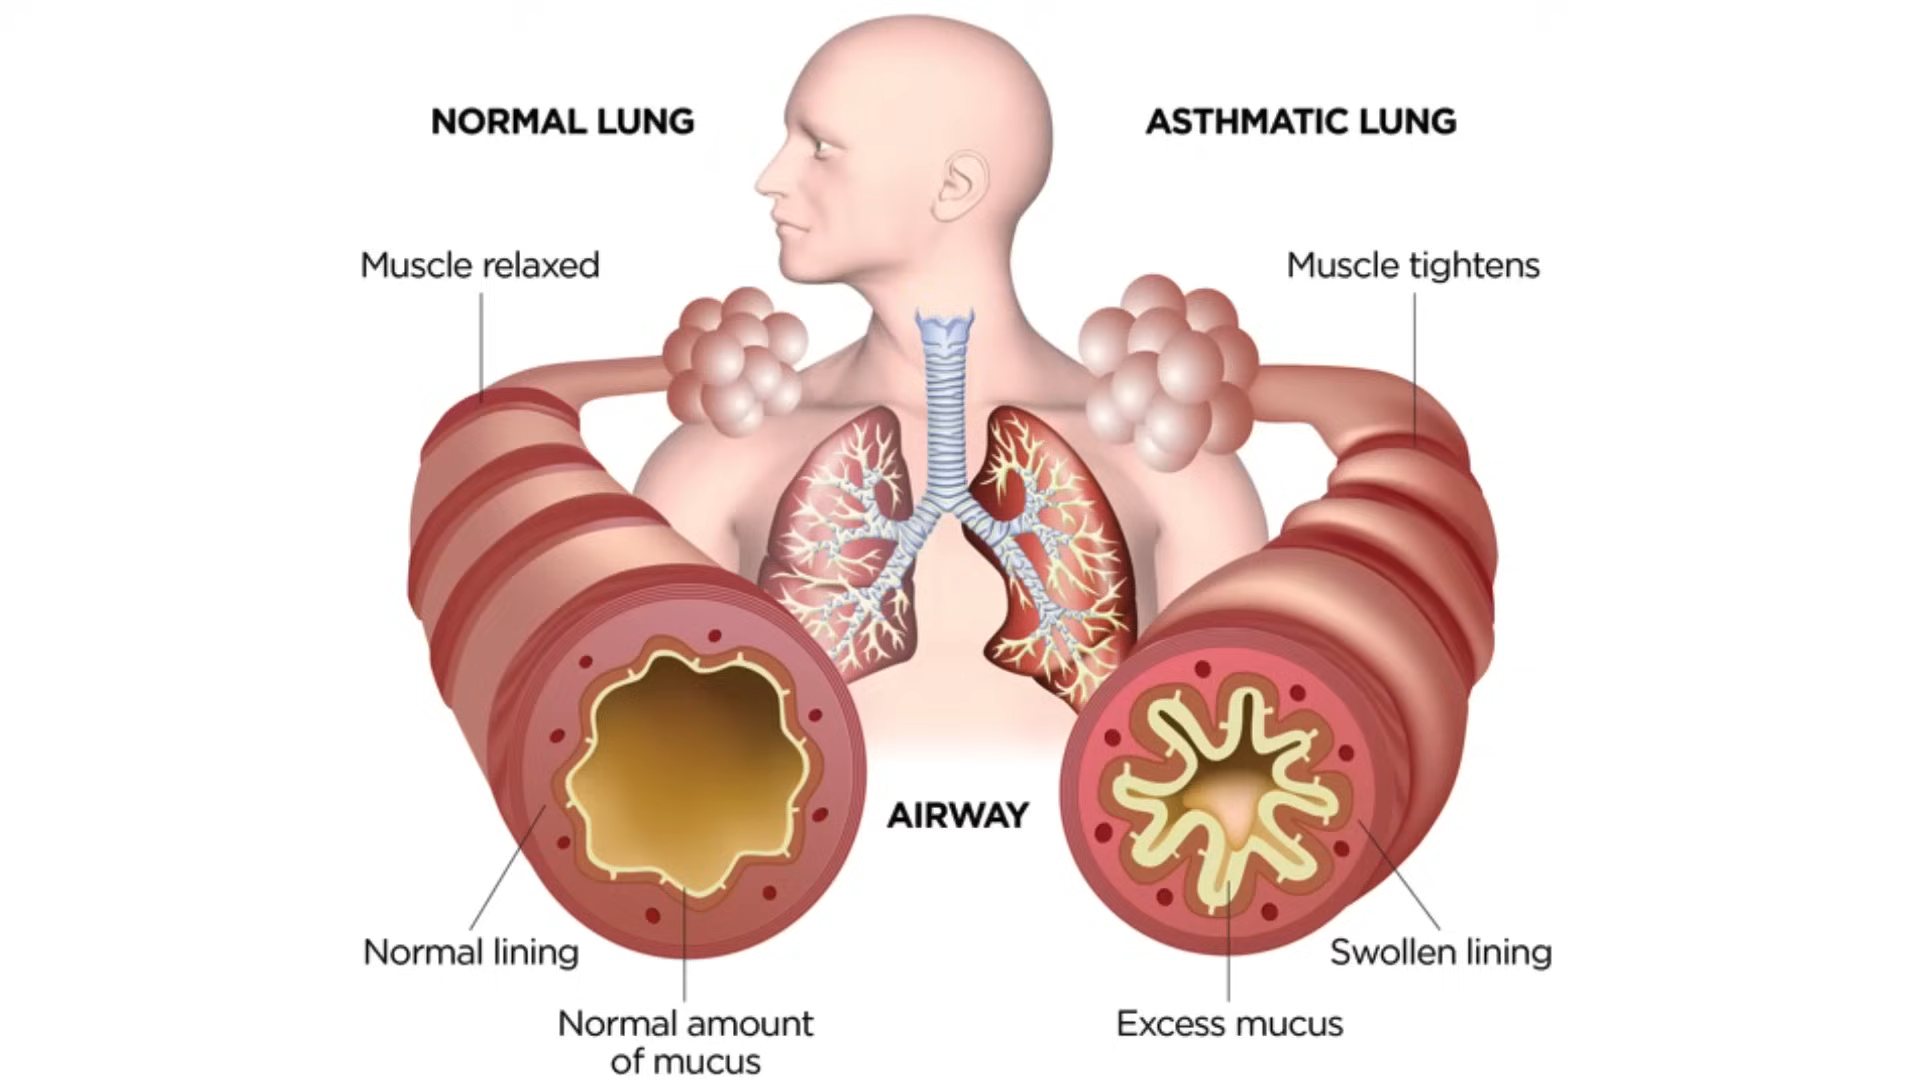 NORMAL LUNG
ASTHMATIC LUNG
Muscle relaxed
Muscle tightens
AIRWAY
Normal lining
Swollen lining
Normal amount
of mucus
Excess mucus